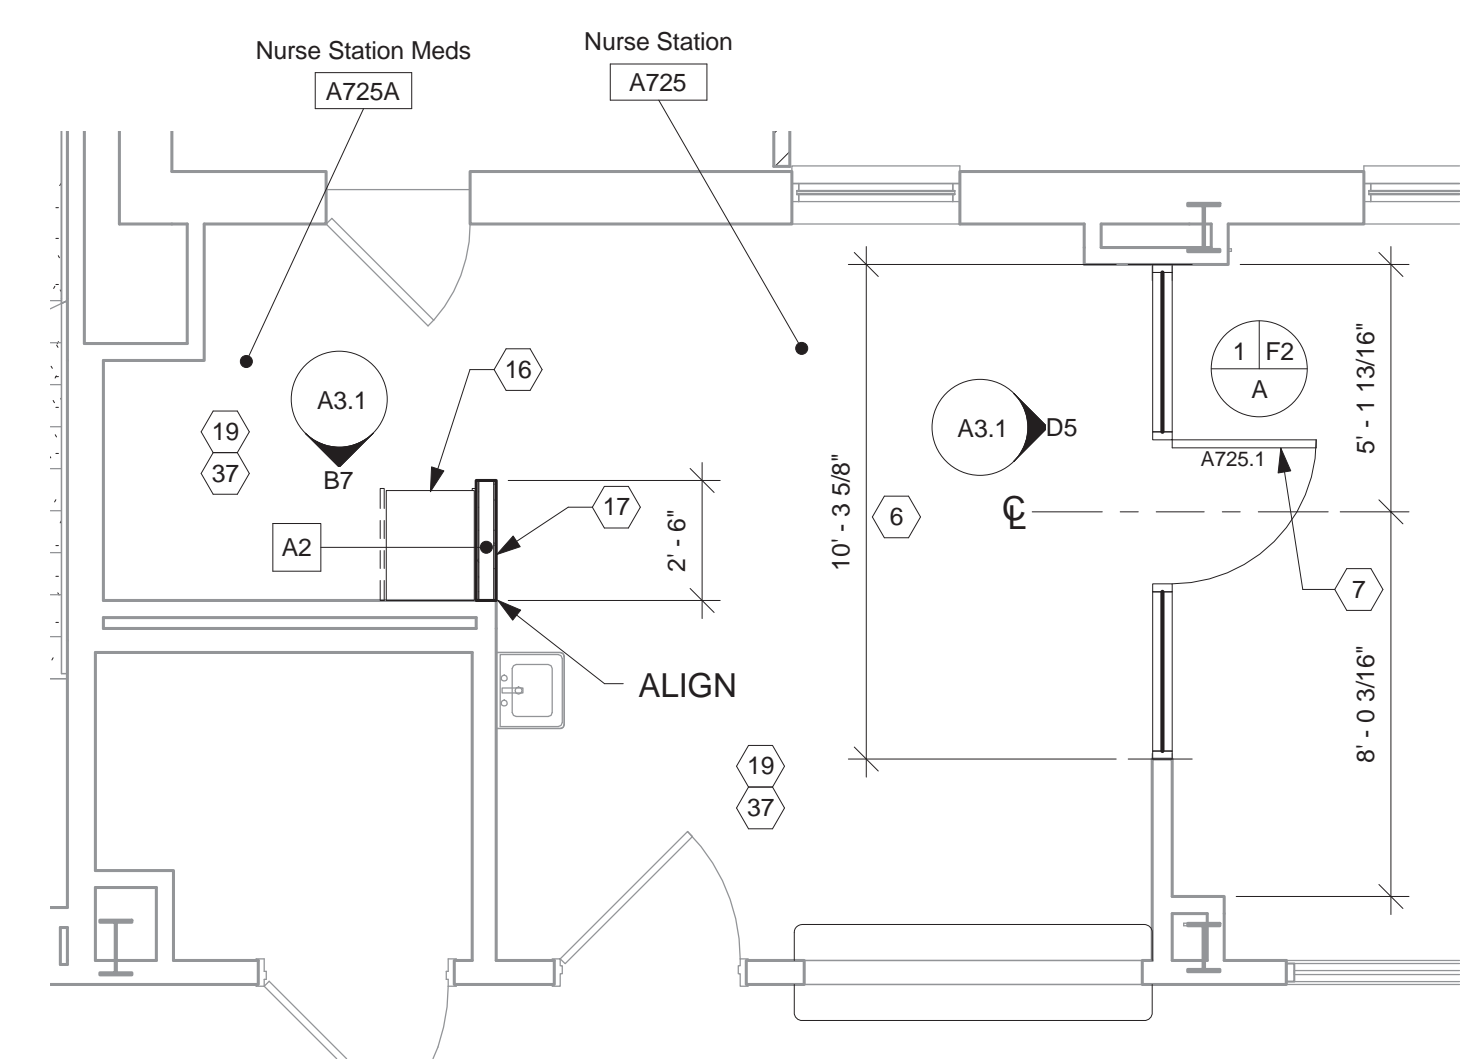 Nurse Station Meds
A725A
Nurse Station
A725
A3.1
B7
16
19
37
A2
17
2' - 6"
ALIGN
19
37
10' - 3 5/8"
6
A3.1
D5
℄
1
F2
A
A725.1
7
5' - 1 13/16"
8' - 0 3/16"